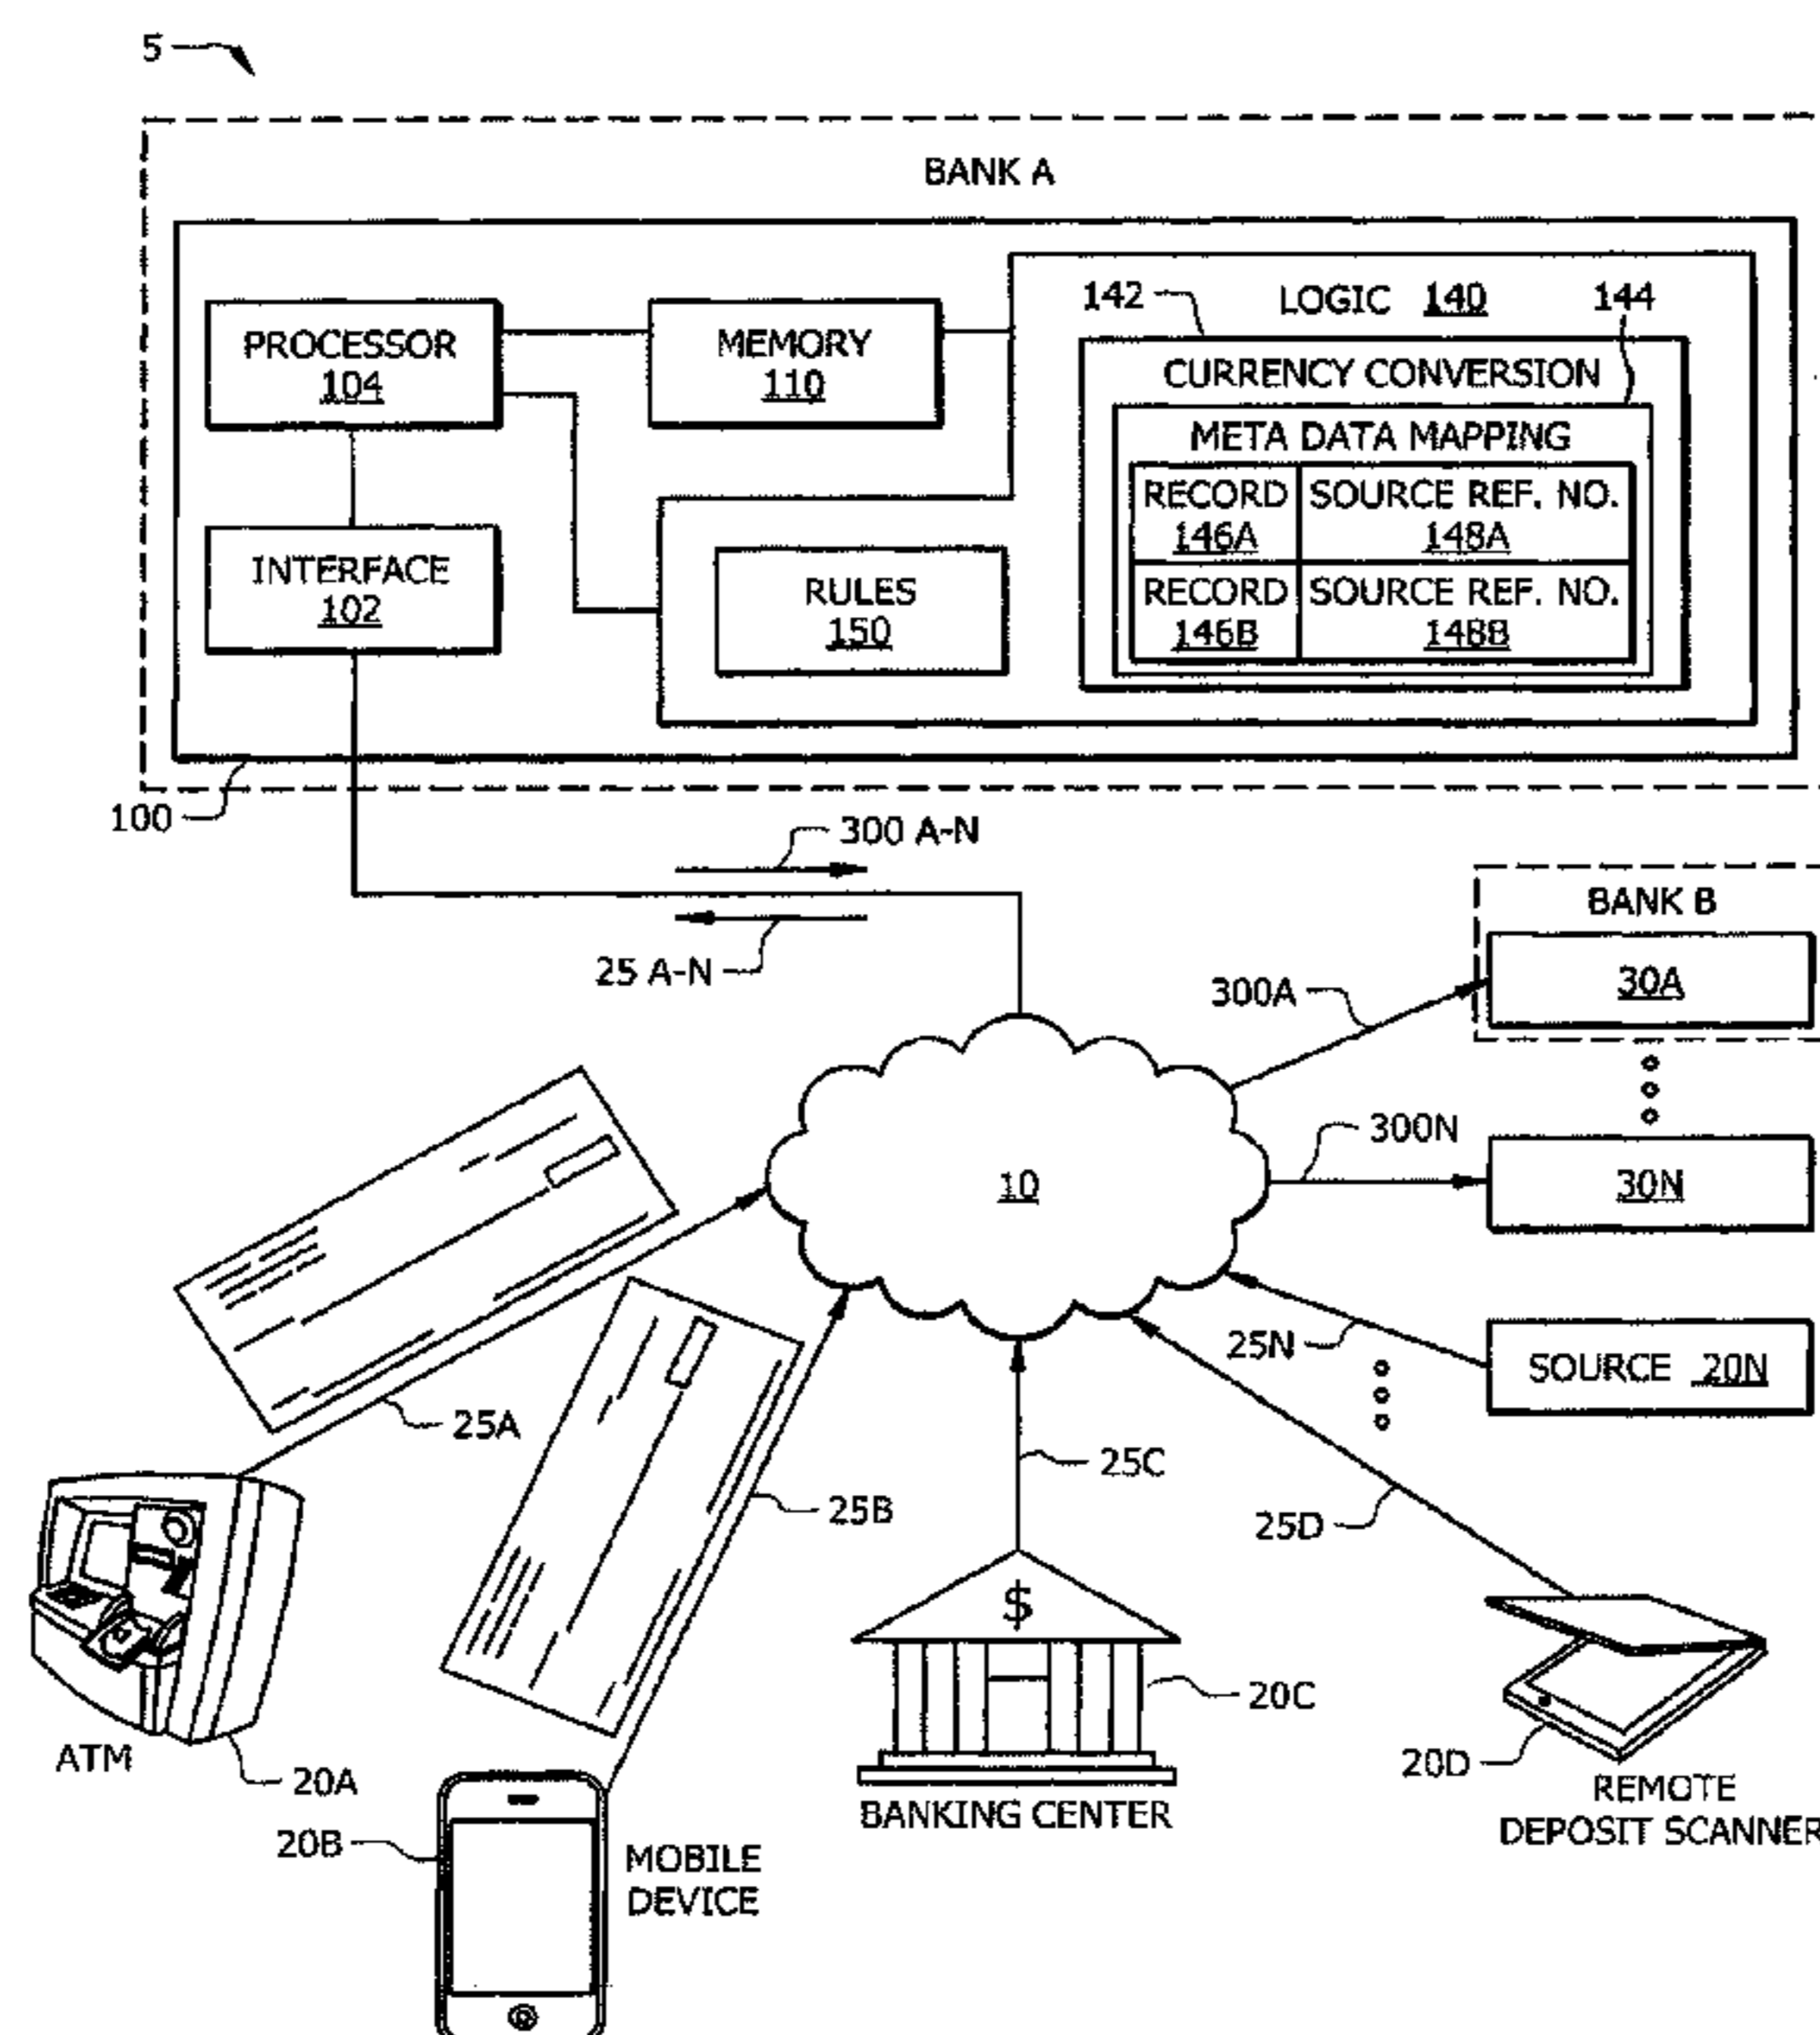 5
BANK A
PROCESSOR
104
MEMORY
110
142
LOGIC 140
144
CURRENCY CONVERSION
META DATA MAPPING
RECORD
146A
SOURCE REF. NO.
148A
RECORD
146B
SOURCE REF. NO.
148B
INTERFACE
102
RULES
150
100
300 A-N
25 A-N
BANK B
30A
300A
300N
30N
10
25N
SOURCE 20N
25A
25B
25C
25D
$
20C
BANKING CENTER
20D
REMOTE
DEPOSIT SCANNER
ATM
20A
20B
MOBILE
DEVICE